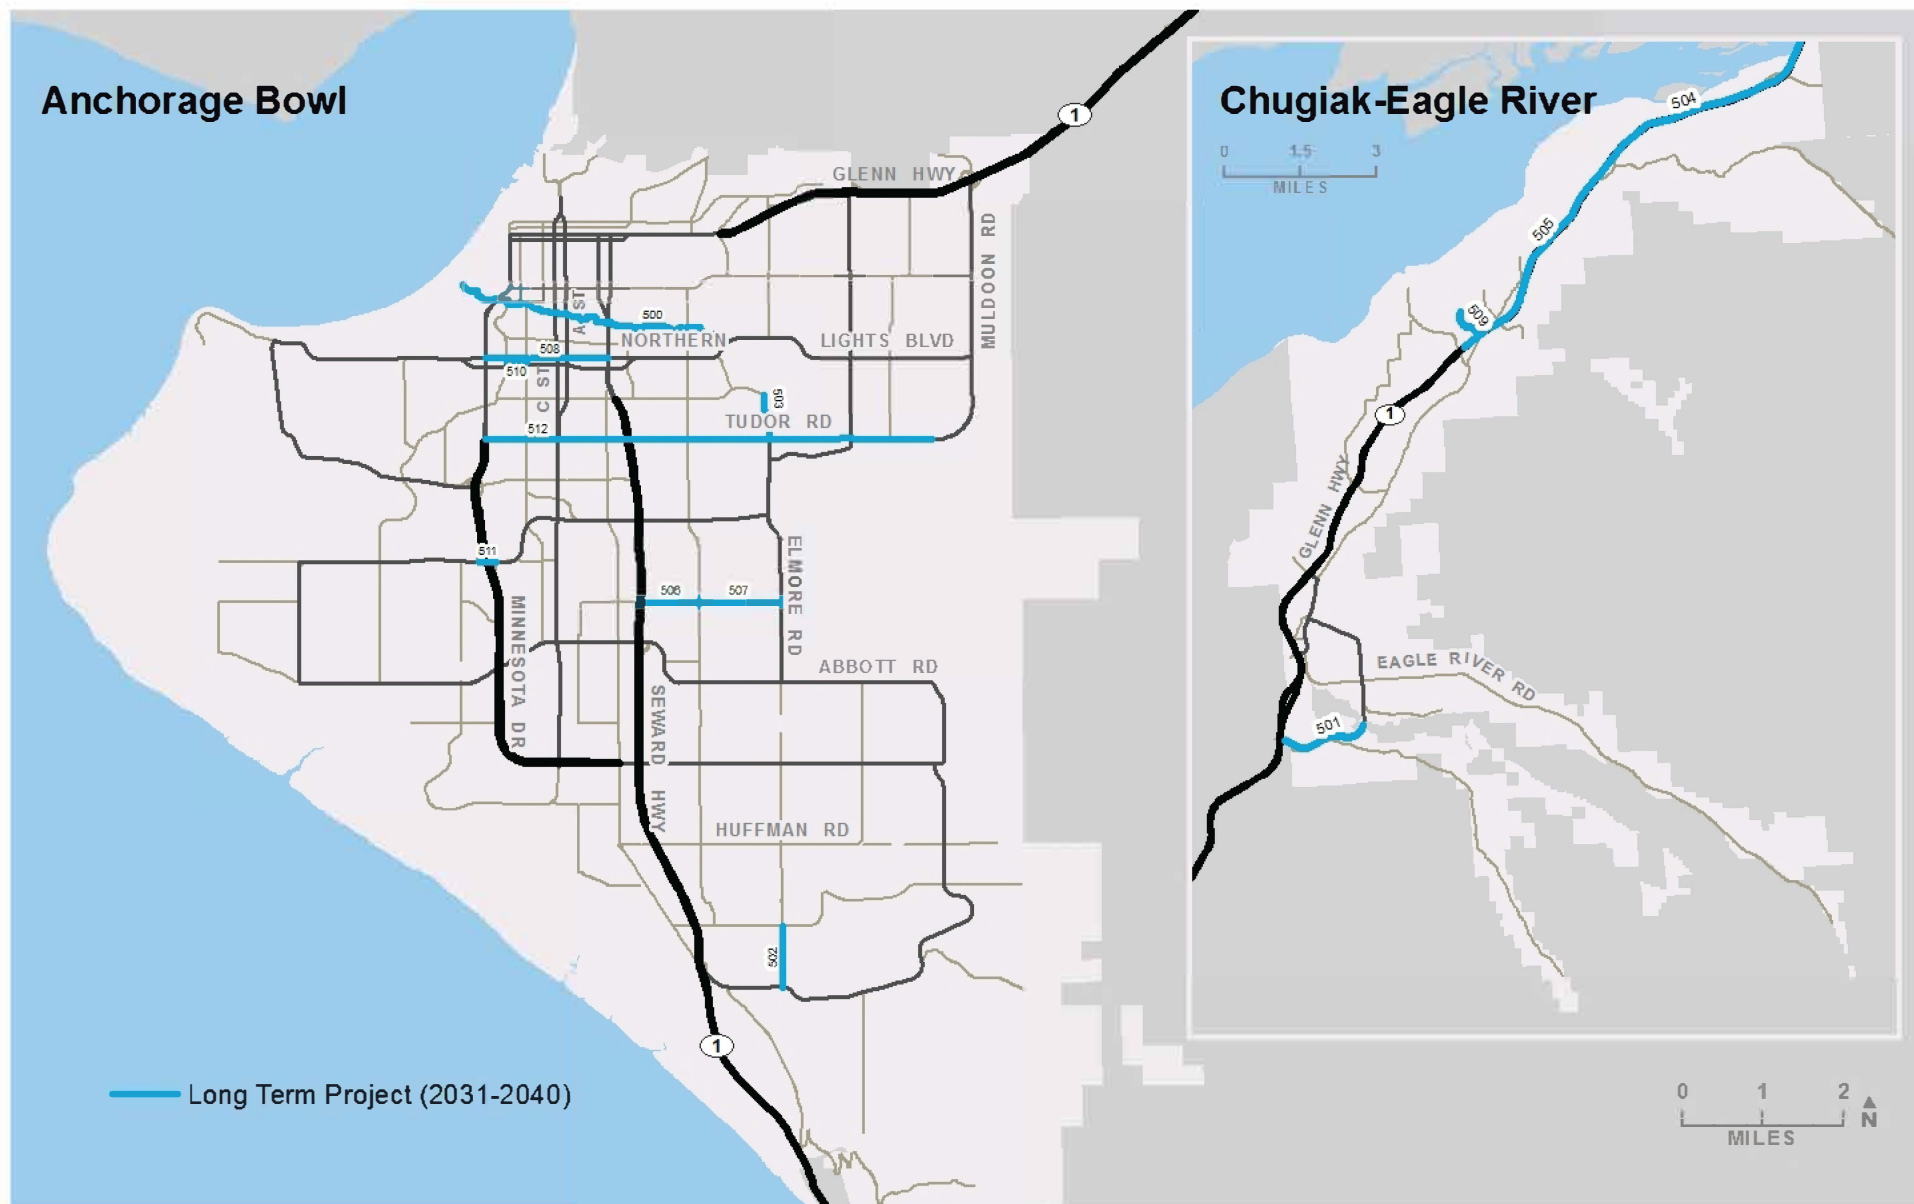 Anchorage Bowl
1
GLENN HWY
MULDOON RD
A ST
500
NORTHERN
LIGHTS BLVD
508
510
C ST
503
TUDOR RD
512
511
506
507
ELMORE RD
MINNESOTA DR
ABBOTT RD
SEWARD HWY
HUFFMAN RD
502
1
Long Term Project (2031-2040)
Chugiak-Eagle River
0 1.5 3
MILES
504
505
509
1
GLENN HWY
EAGLE RIVER RD
501
0 1 2
N
MILES